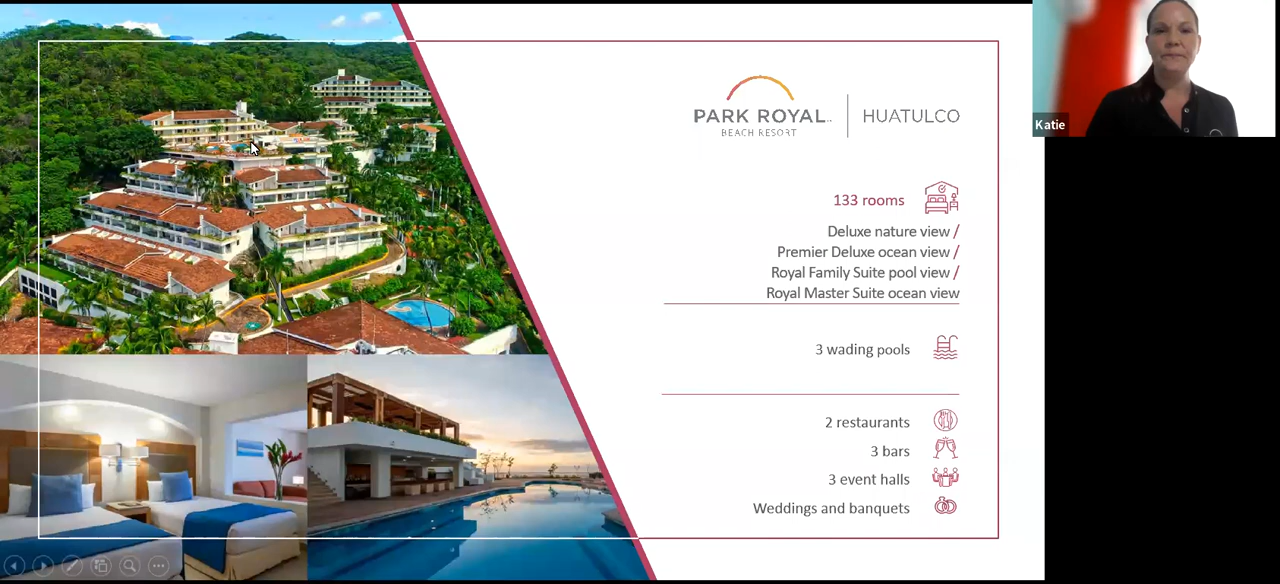 PARK ROYAL
BEACH RESORT
HUATULCO
133 rooms
Deluxe nature view /
Premier Deluxe ocean view /
Royal Family Suite pool view /
Royal Master Suite ocean view
3 wading pools
2 restaurants
3 bars
3 event halls
Weddings and banquets
Katie